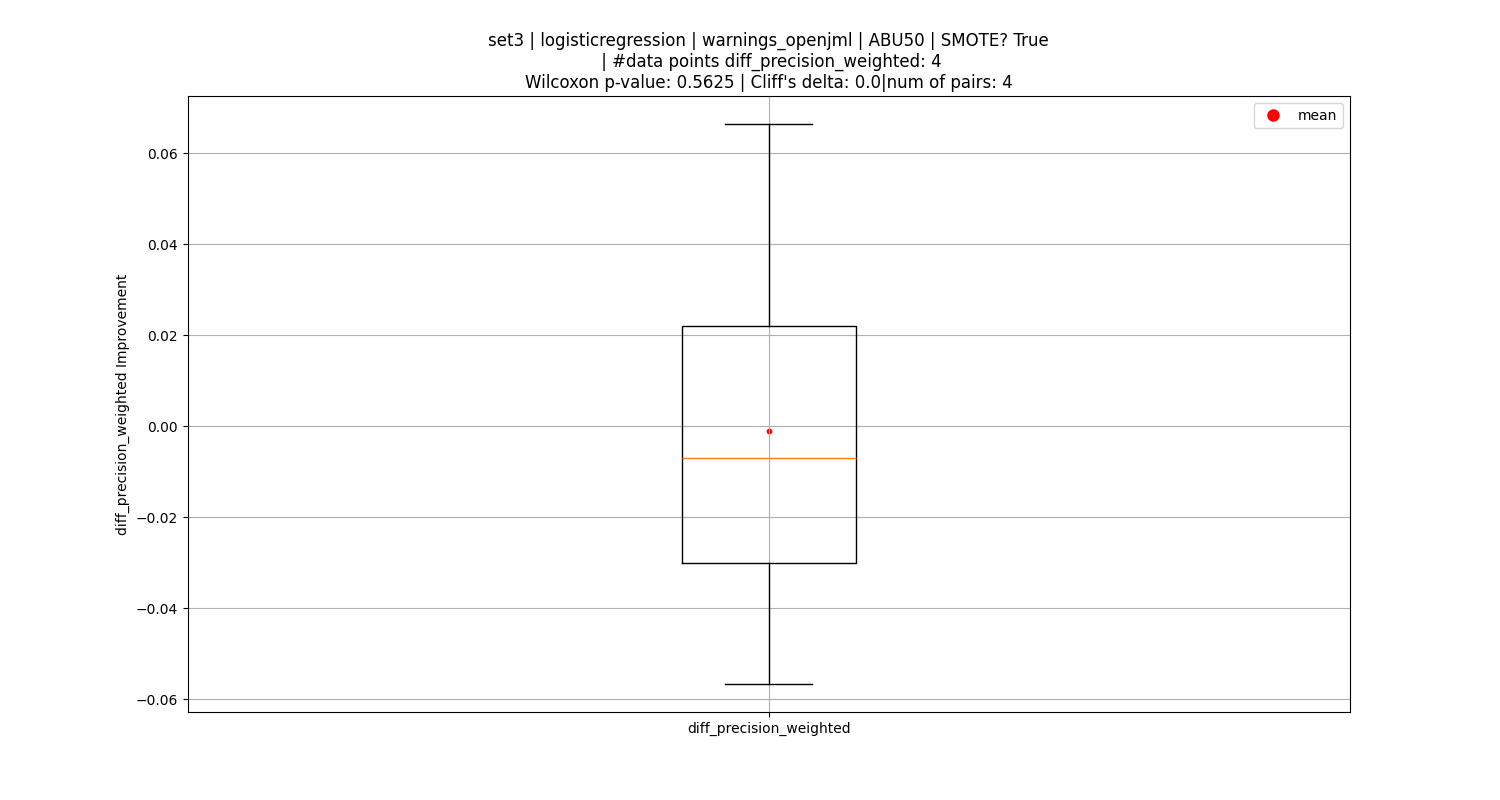 set3 | logisticregression | warnings_openjml | ABU50 | SMOTE? True
| #data points diff_precision_weighted: 4
Wilcoxon p-value: 0.5625 | Cliff's delta: 0.0|num of pairs: 4
mean
0.06
0.04
0.02
0.00
−0.02
−0.04
−0.06
diff_precision_weighted Improvement
diff_precision_weighted